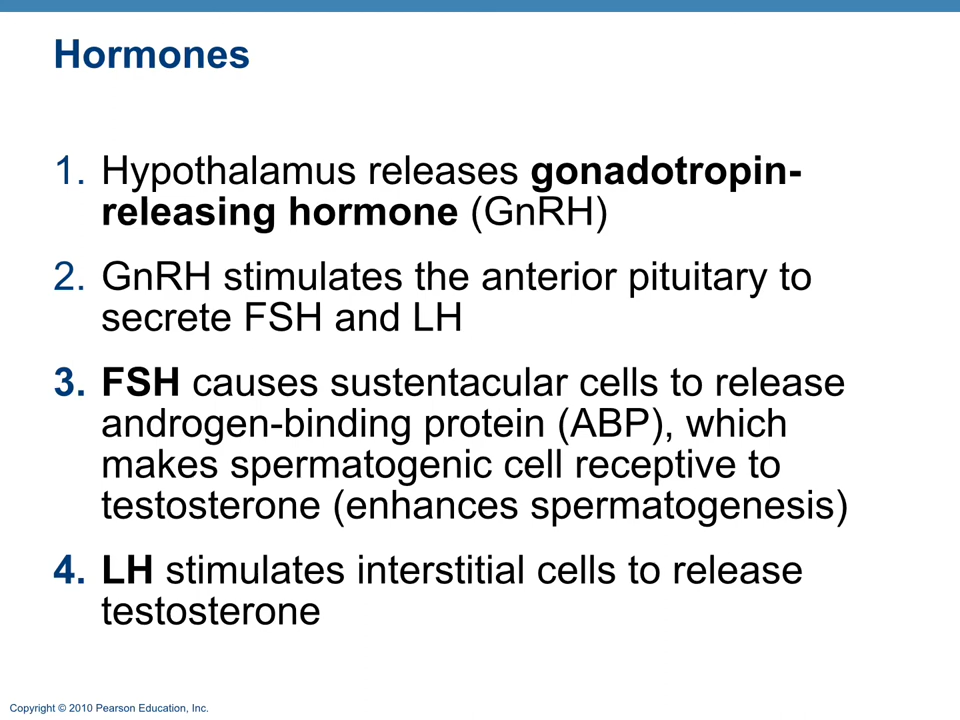 Hormones
1. Hypothalamus releases gonadotropin-
releasing hormone (GnRH)
2. GnRH stimulates the anterior pituitary to
secrete FSH and LH
3. FSH causes sustentacular cells to release
androgen-binding protein (ABP), which
makes spermatogenic cell receptive to
testosterone (enhances spermatogenesis)
4. LH stimulates interstitial cells to release
testosterone
Copyright © 2010 Pearson Education, Inc.